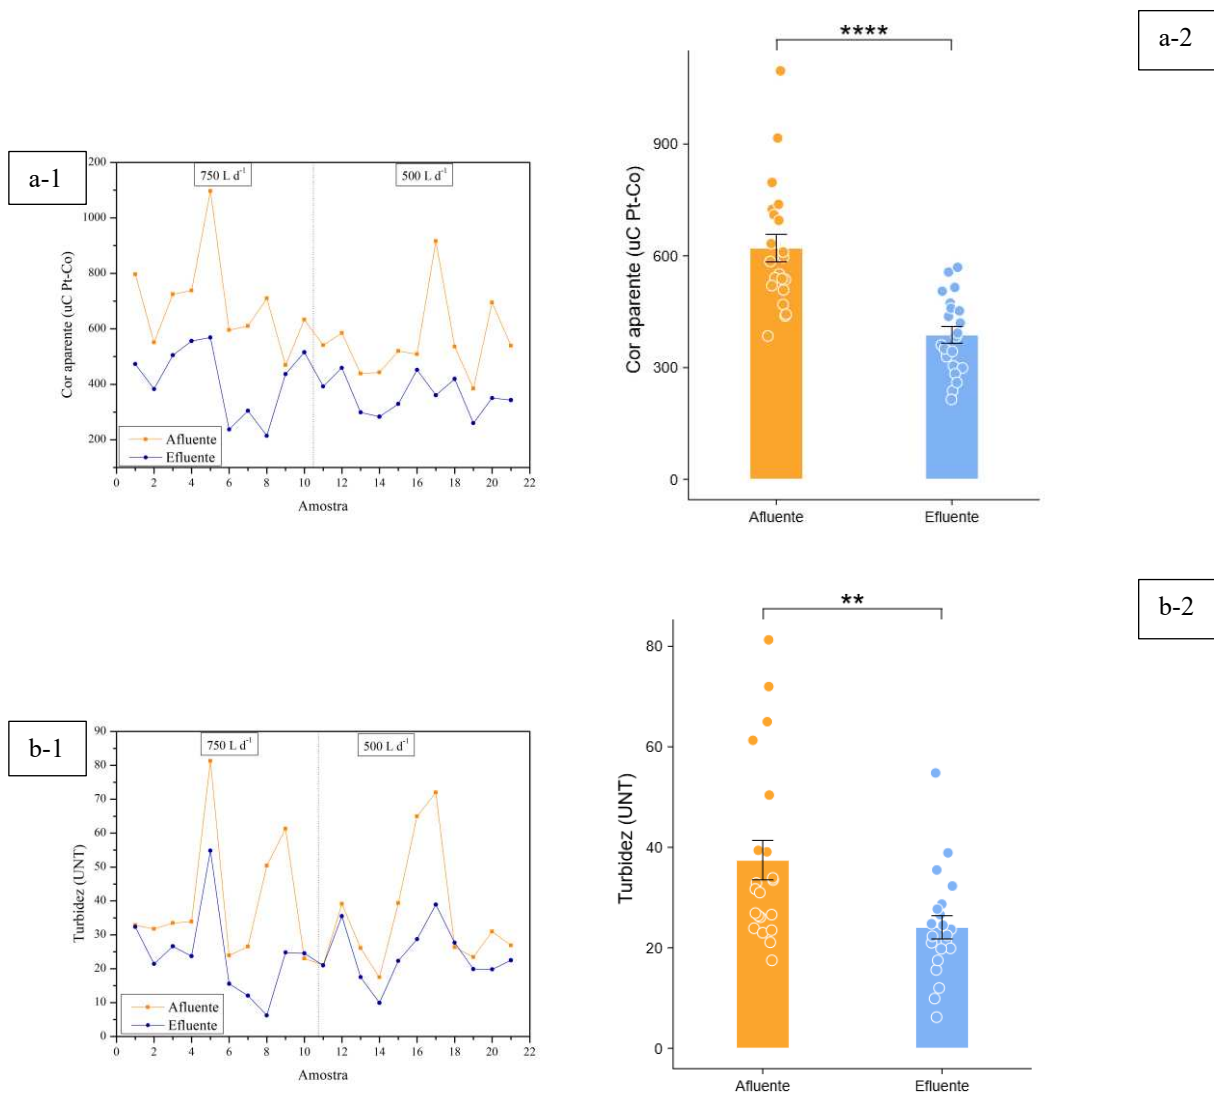 a-1
1200
1000
800
600
400
200
0 2 4 6 8 10 12 14 16 18 20 22
Cor aparente (uC Pt-Co)
Amostra
750 L d⁻¹
500 L d⁻¹
Afluente
Efluente
a-2
****
900
600
300
0
Cor aparente (uC Pt-Co)
Afluente Efluente
b-1
90
80
70
60
50
40
30
20
10
0
0 2 4 6 8 10 12 14 16 18 20 22
Turbidez (UNT)
Amostra
750 L d⁻¹
500 L d⁻¹
Afluente
Efluente
b-2
**
80
60
40
20
0
Turbidez (UNT)
Afluente Efluente